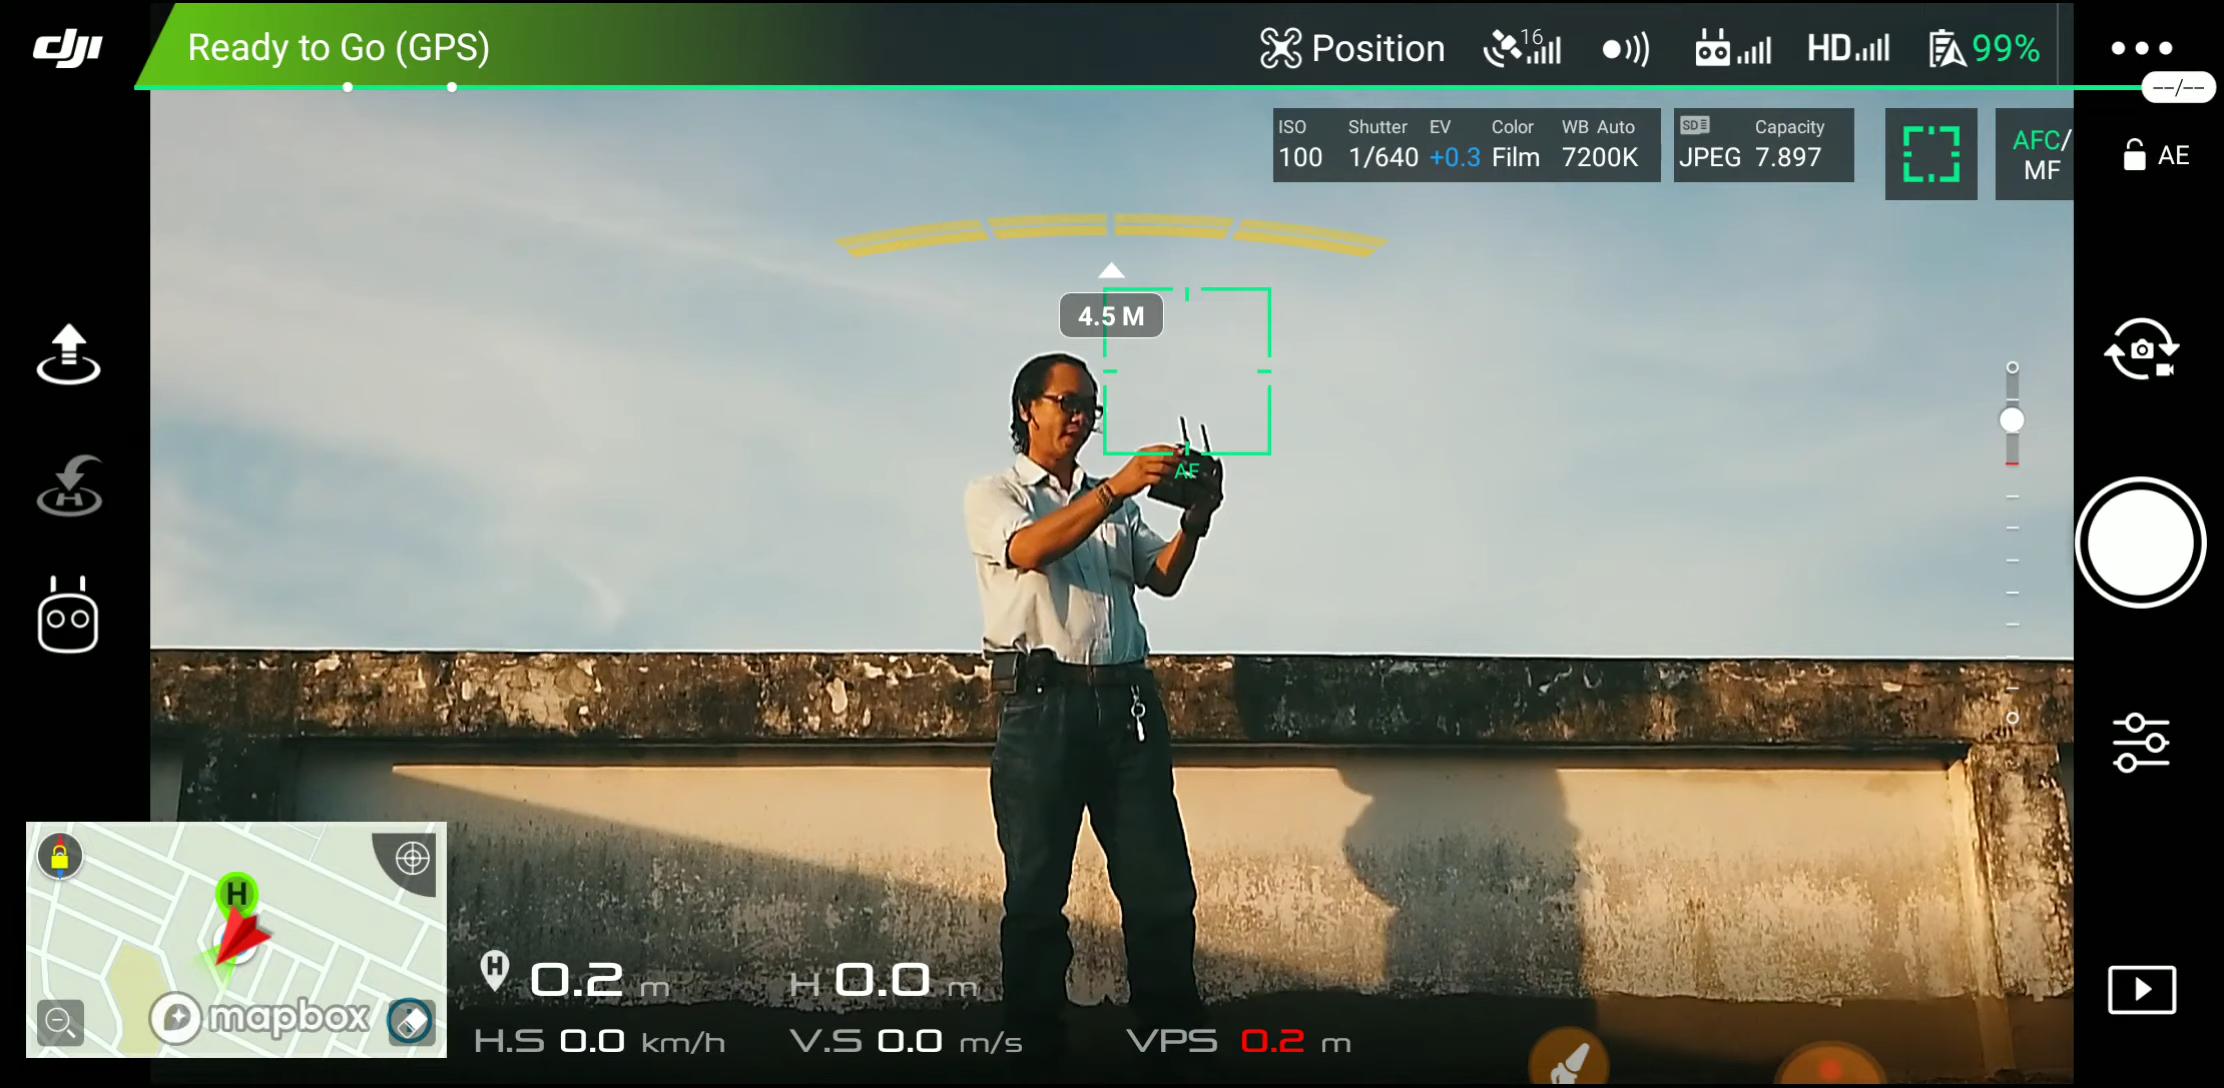 dji
Ready to Go (GPS)
Position
16
HD
99%
--/--
ISO
100
Shutter
1/640
EV
+0.3
Color
Film
WB Auto
7200K
SD
JPEG
Capacity
7.897
AFC/
MF
AE
4.5 M
AF
H
mapbox
H 0.2 m
H 0.0 m
H.S 0.0 km/h
V.S 0.0 m/s
VPS 0.2 m